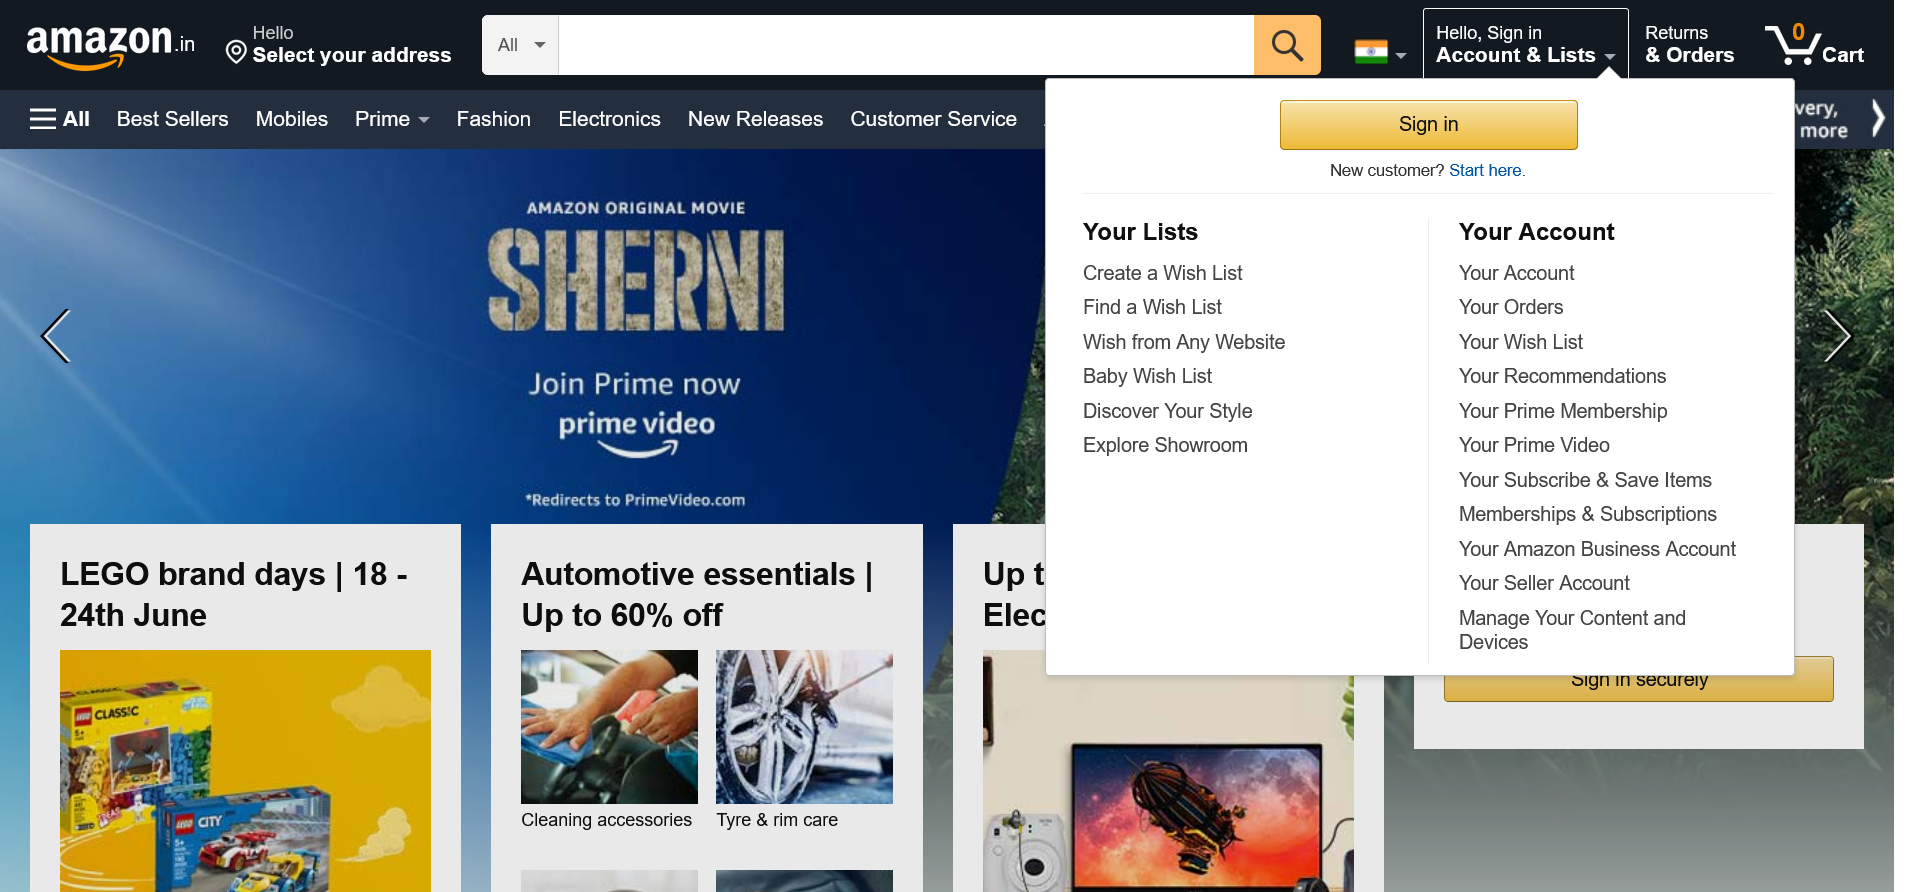 amazon.in
Hello
Select your address
All
Hello, Sign in
Account & Lists
Returns
& Orders
0
Cart
All
Best Sellers
Mobiles
Prime
Fashion
Electronics
New Releases
Customer Service
very,
more
Sign in
New customer? Start here.
Your Lists
Create a Wish List
Find a Wish List
Wish from Any Website
Baby Wish List
Discover Your Style
Explore Showroom
Your Account
Your Account
Your Orders
Your Wish List
Your Recommendations
Your Prime Membership
Your Prime Video
Your Subscribe & Save Items
Memberships & Subscriptions
Your Amazon Business Account
Your Seller Account
Manage Your Content and
Devices
AMAZON ORIGINAL MOVIE
SHERNI
Join Prime now
prime video
*Redirects to PrimeVideo.com
LEGO brand days | 18 -
24th June
LEGO CLASSIC
LEGO CITY
Automotive essentials |
Up to 60% off
Cleaning accessories
Tyre & rim care
Up t
Elec
Sign in securely